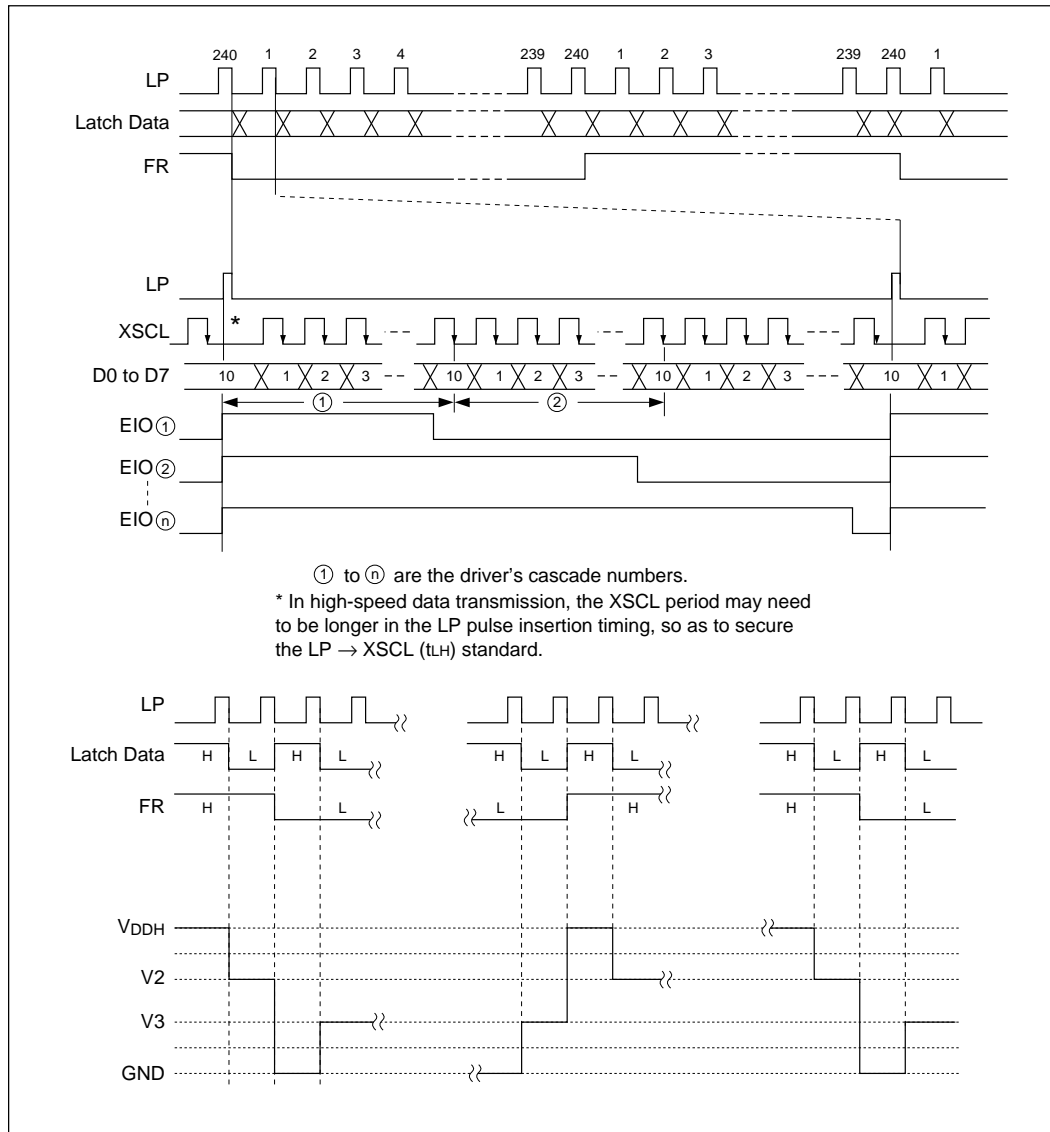 240 1 2 3 4 239 240 1 2 3 239 240 1
LP
Latch Data
FR
LP
XSCL *
D0 to D7 10 1 2 3 10 1 2 3 10 1 2 3 10 1
① ②
EIO①
EIO②
EIOⓝ
① to ⓝ are the driver's cascade numbers.
* In high-speed data transmission, the XSCL period may need
to be longer in the LP pulse insertion timing, so as to secure
the LP → XSCL (tLH) standard.
LP
Latch Data H L H L H L H L H L H L
FR H L L H H L
VDDH
V2
V3
GND